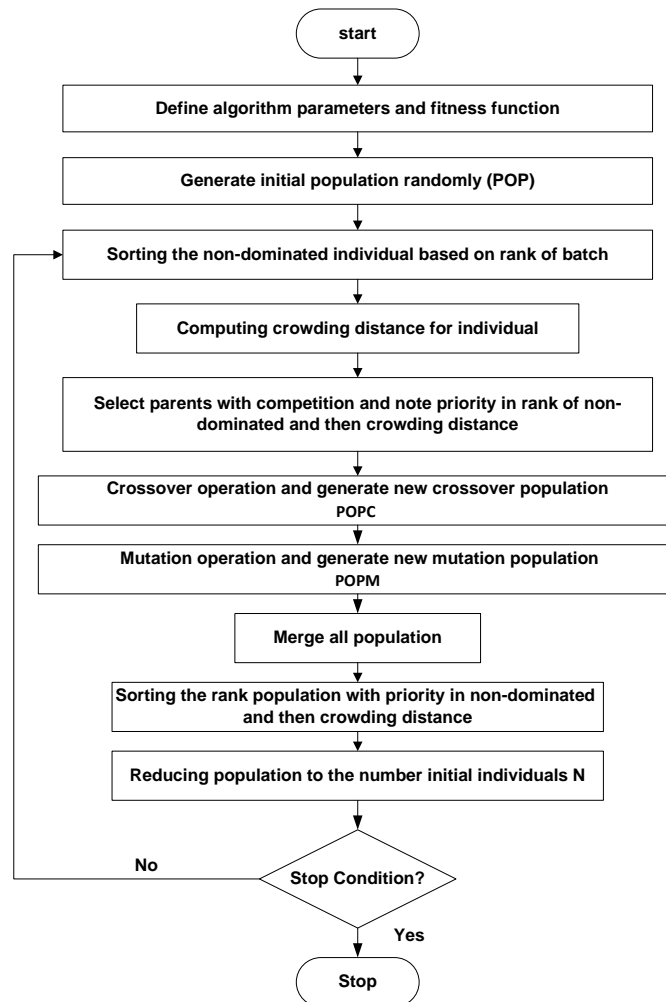 start
Define algorithm parameters and fitness function
Generate initial population randomly (POP)
Sorting the non-dominated individual based on rank of batch
Computing crowding distance for individual
Select parents with competition and note priority in rank of non-
dominated and then crowding distance
Crossover operation and generate new crossover population
POPC
Mutation operation and generate new mutation population
POPM
Merge all population
Sorting the rank population with priority in non-dominated
and then crowding distance
Reducing population to the number initial individuals N
No
Stop Condition?
Yes
Stop